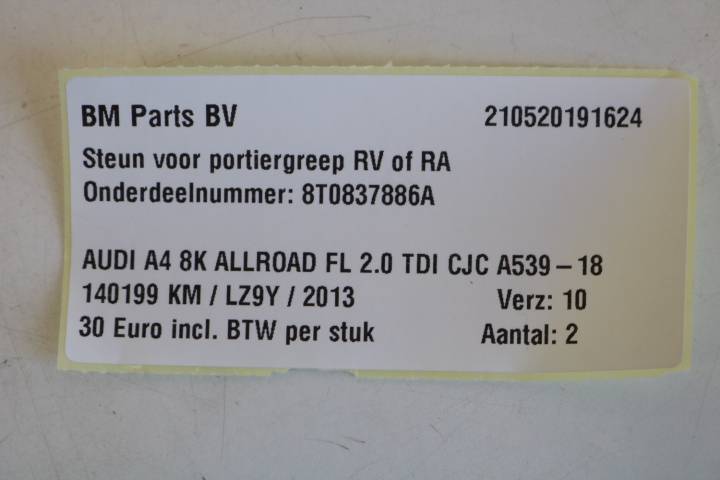 BM Parts BV 210520191624
Steun voor portiergreep RV of RA
Onderdeelnummer: 8T0837886A
AUDI A4 8K ALLROAD FL 2.0 TDI CJC A539-18
140199 KM / LZ9Y / 2013 Verz: 10
30 Euro incl. BTW per stuk Aantal: 2